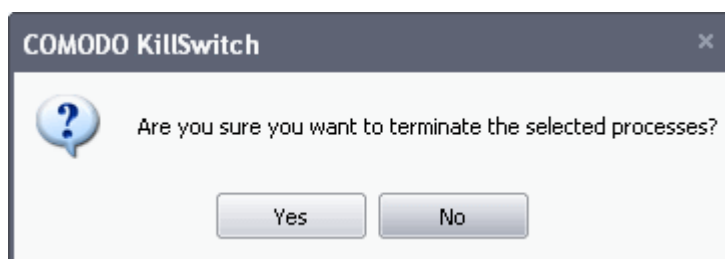 COMODO KillSwitch
Are you sure you want to terminate the selected processes?
Yes No